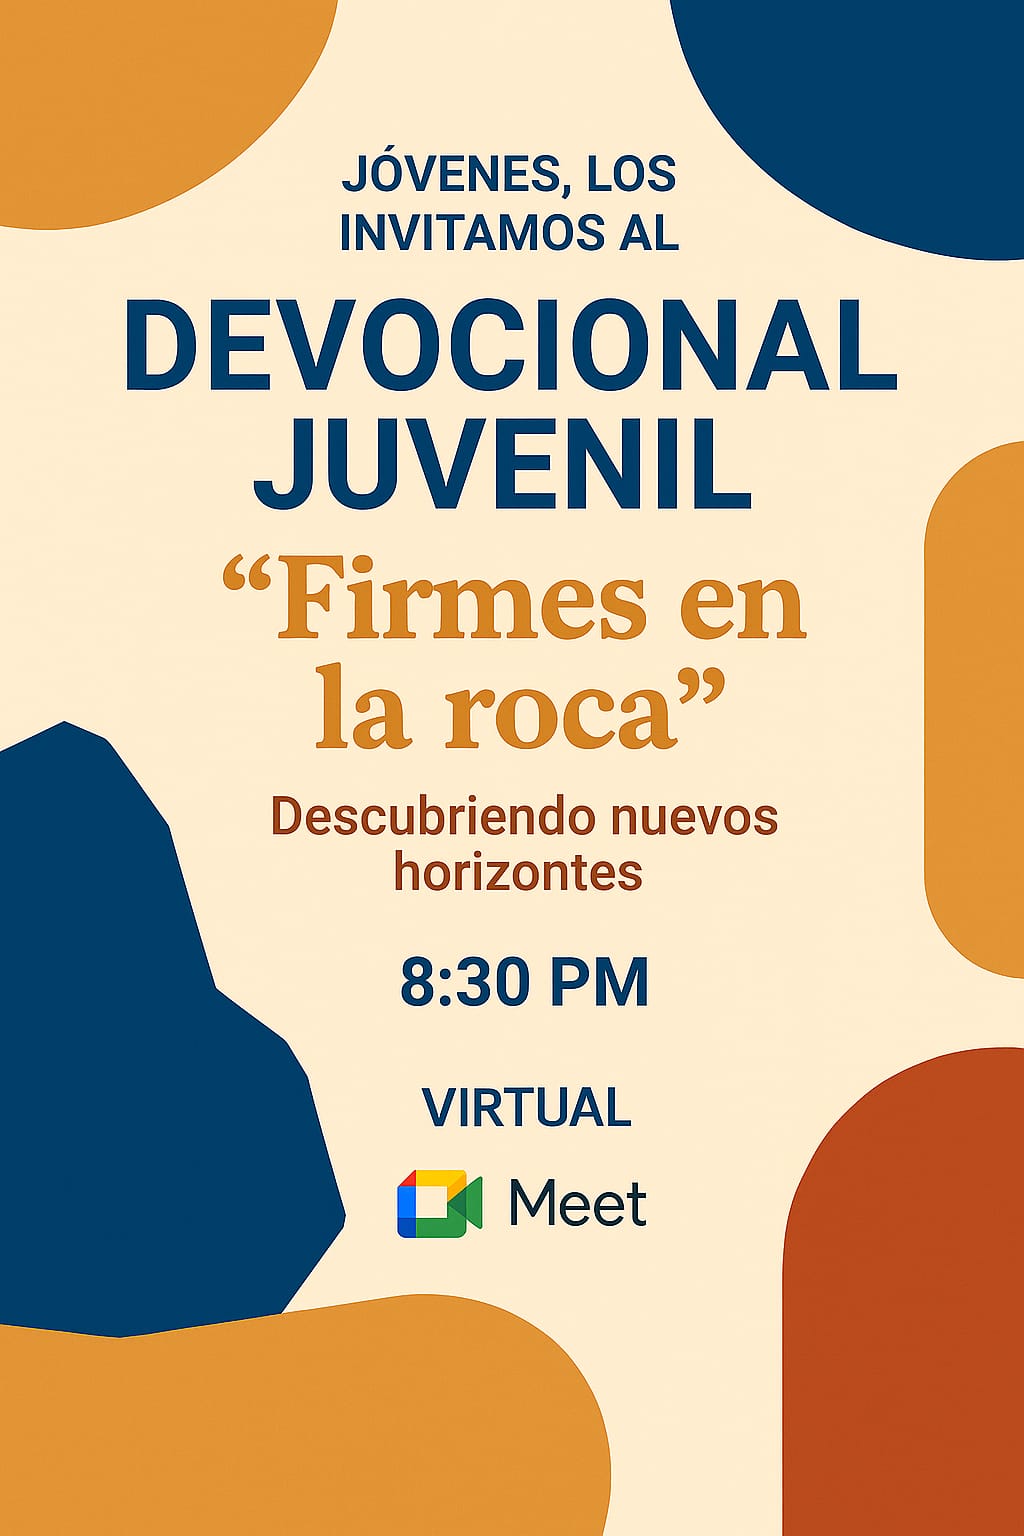 JÓVENES, LOS
INVITAMOS AL
DEVOCIONAL
JUVENIL
“Firmes en
la roca”
Descubriendo nuevos
horizontes
8:30 PM
VIRTUAL
Meet